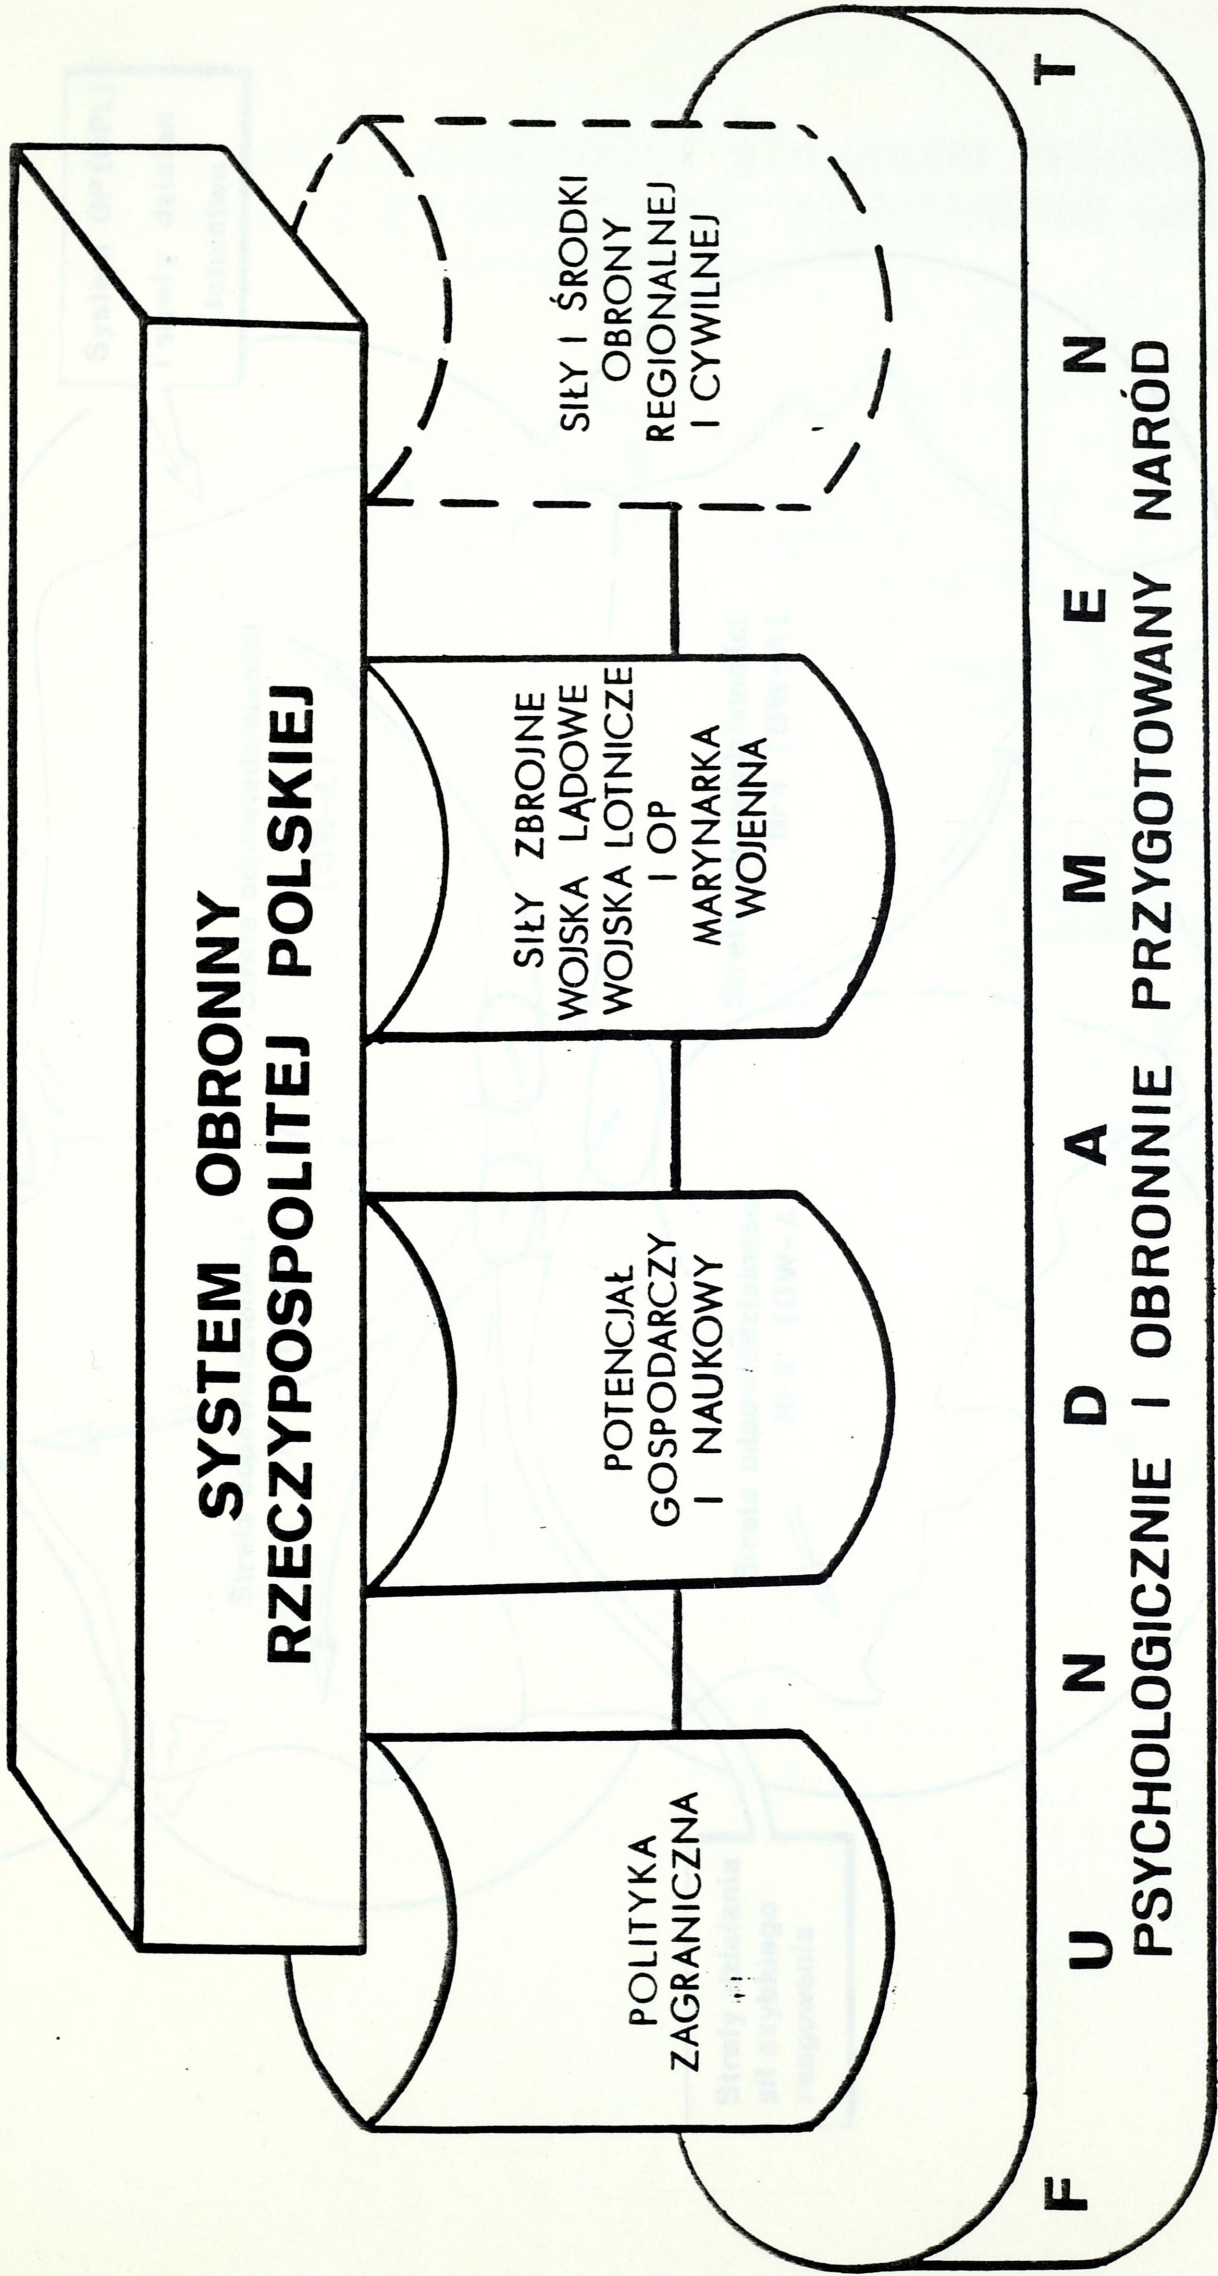 SYSTEM OBRONNY
RZECZYPOSPOLITEJ POLSKIEJ
POLITYKA
ZAGRANICZNA
POTENCJAŁ
GOSPODARCZY
I NAUKOWY
SIŁY ZBROJNE
WOJSKA LĄDOWE
WOJSKA LOTNICZE
I OP
MARYNARKA
WOJENNA
SIŁY I ŚRODKI
OBRONY
REGIONALNEJ
I CYWILNEJ
F U N D A M E N T
PSYCHOLOGICZNIE I OBRONNIE PRZYGOTOWANY NARÓD